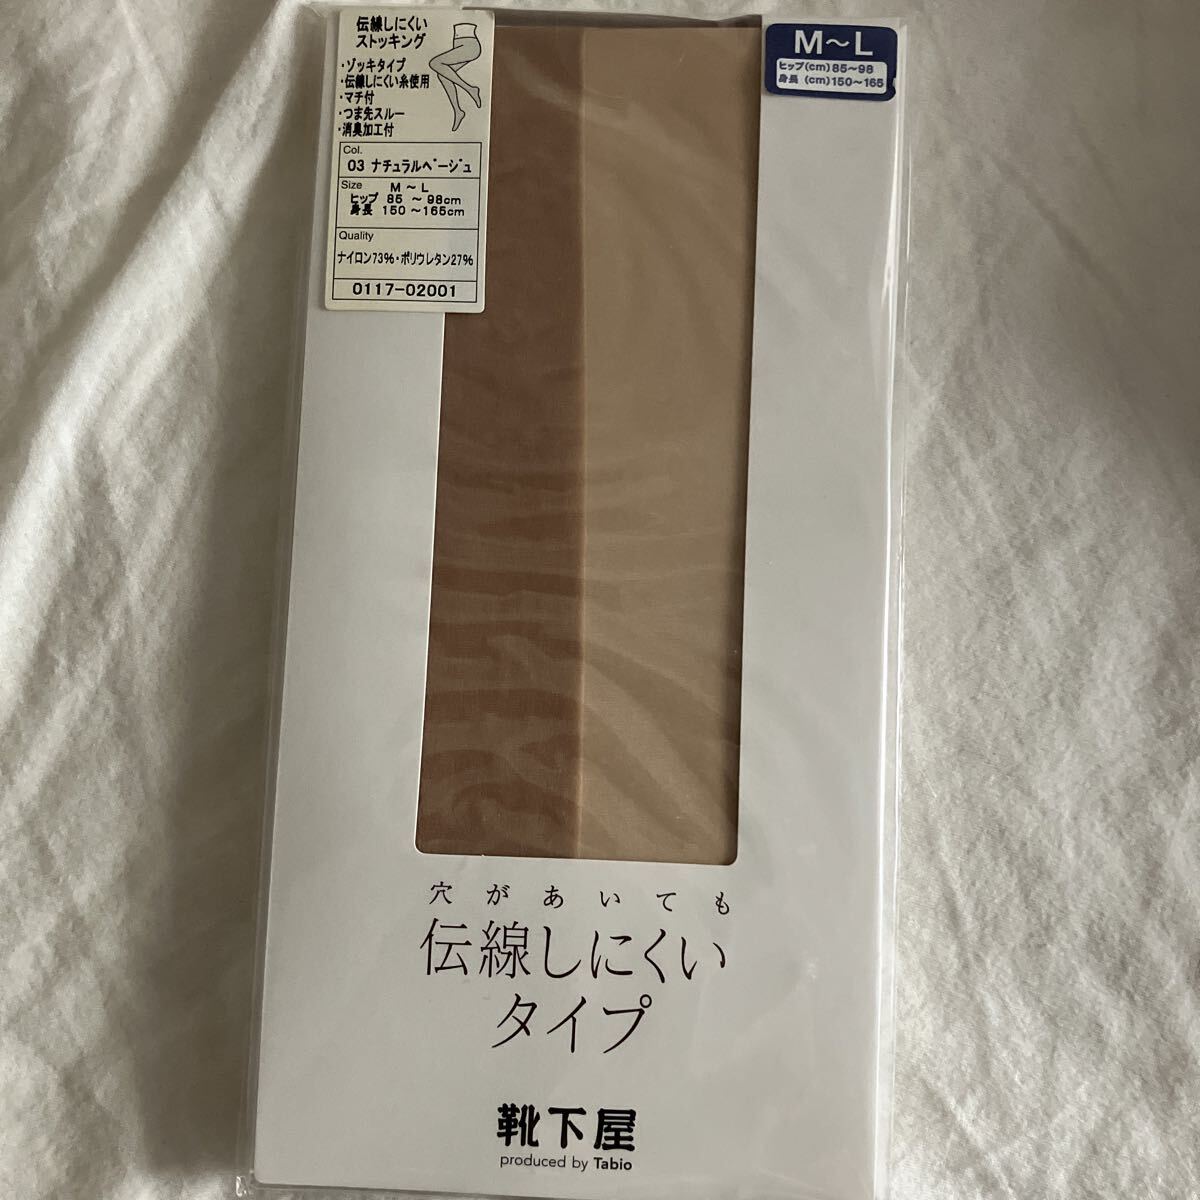 伝線しにくい
ストッキング
・ゾッキタイプ
・伝線しにくい糸使用
・マチ付
・つま先スルー
・消臭加工付
Col.
03 ナチュラルベージュ
Size
M ～ L
ヒップ 85 ～ 98cm
身長 150 ～165cm
Quality
ナイロン73%・ポリウレタン27%
0117-02001
M～L
ヒップ(cm)85～98
身長 (cm)150～165
穴があいても
伝線しにくい
タイプ
靴下屋
produced by Tabio